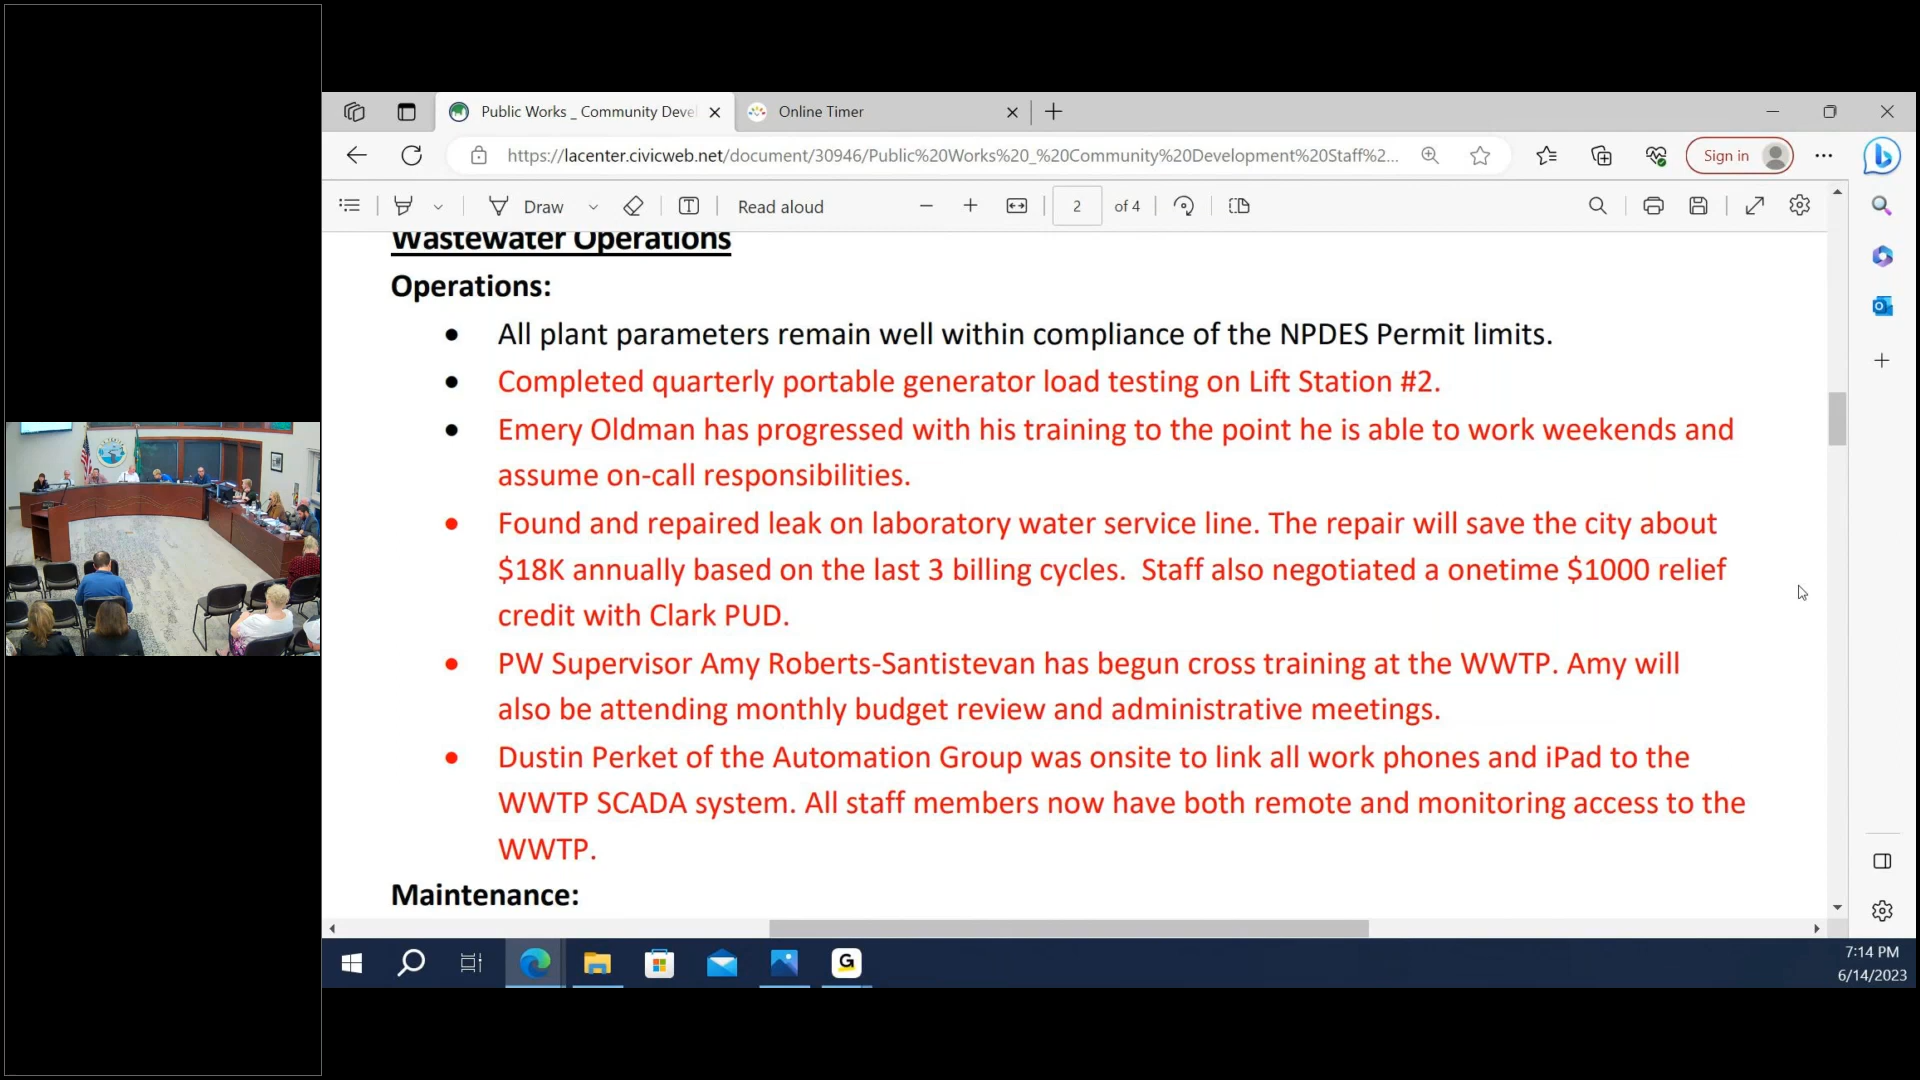 Public Works _ Community Deve
Online Timer
https://lacenter.civicweb.net/document/30946/Public%20Works%20_%20Community%20Development%20Staff%2...
Sign in
Draw
Read aloud
2 of 4
Wastewater Operations
Operations:
All plant parameters remain well within compliance of the NPDES Permit limits.
Completed quarterly portable generator load testing on Lift Station #2.
Emery Oldman has progressed with his training to the point he is able to work weekends and
assume on-call responsibilities.
Found and repaired leak on laboratory water service line. The repair will save the city about
$18K annually based on the last 3 billing cycles.  Staff also negotiated a onetime $1000 relief
credit with Clark PUD.
PW Supervisor Amy Roberts-Santistevan has begun cross training at the WWTP. Amy will
also be attending monthly budget review and administrative meetings.
Dustin Perket of the Automation Group was onsite to link all work phones and iPad to the
WWTP SCADA system. All staff members now have both remote and monitoring access to the
WWTP.
Maintenance:
7:14 PM
6/14/2023